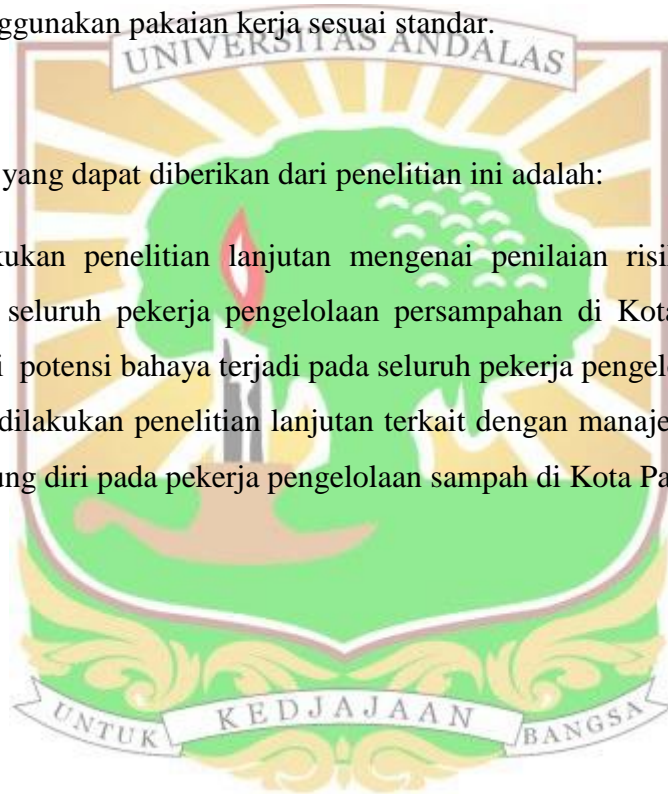 ggunakan pakaian kerja sesuai standar.
UNIVERSITAS ANDALAS
yang dapat diberikan dari penelitian ini adalah:
kukan penelitian lanjutan mengenai penilaian risi
seluruh pekerja pengelolaan persampahan di Kota
i potensi bahaya terjadi pada seluruh pekerja pengel
dilakukan penelitian lanjutan terkait dengan manaje
ung diri pada pekerja pengelolaan sampah di Kota Pa
UNTUK KEDJAJAAN BANGSA